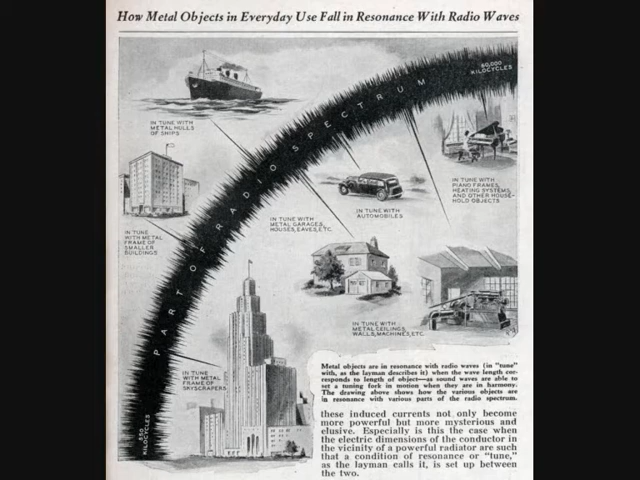 How Metal Objects in Everyday Use Fall in Resonance With Radio Waves
60,000
KILOCYCLES
PART OF RADIO SPECTRUM
IN TUNE WITH
METAL HULLS
OF SHIPS
IN TUNE WITH
PIANO FRAMES,
HEATING SYSTEMS,
AND OTHER HOUSE-
HOLD OBJECTS
IN TUNE WITH
AUTOMOBILES
IN TUNE WITH
METAL GARAGES,
HOUSES, EAVES, ETC.
IN TUNE
WITH METAL
FRAME OF
SMALLER
BUILDINGS
IN TUNE WITH
METAL CEILINGS,
WALLS, MACHINES, ETC.
IN TUNE
WITH METAL
FRAME OF
SKYSCRAPERS
550
KILOCYCLES
Metal objects are in resonance with radio waves (in "tune"
with, as the layman describes it) when the wave length cor-
responds to length of object—as sound waves are able to
set a tuning fork in motion when they are in harmony.
The drawing above shows how the various objects are
in resonance with various parts of the radio spectrum.
these induced currents not only become
more powerful but more mysterious and
elusive. Especially is this the case when
the electric dimensions of the conductor in
the vicinity of a powerful radiator are such
that a condition of resonance or "tune,"
as the layman calls it, is set up between
the two.